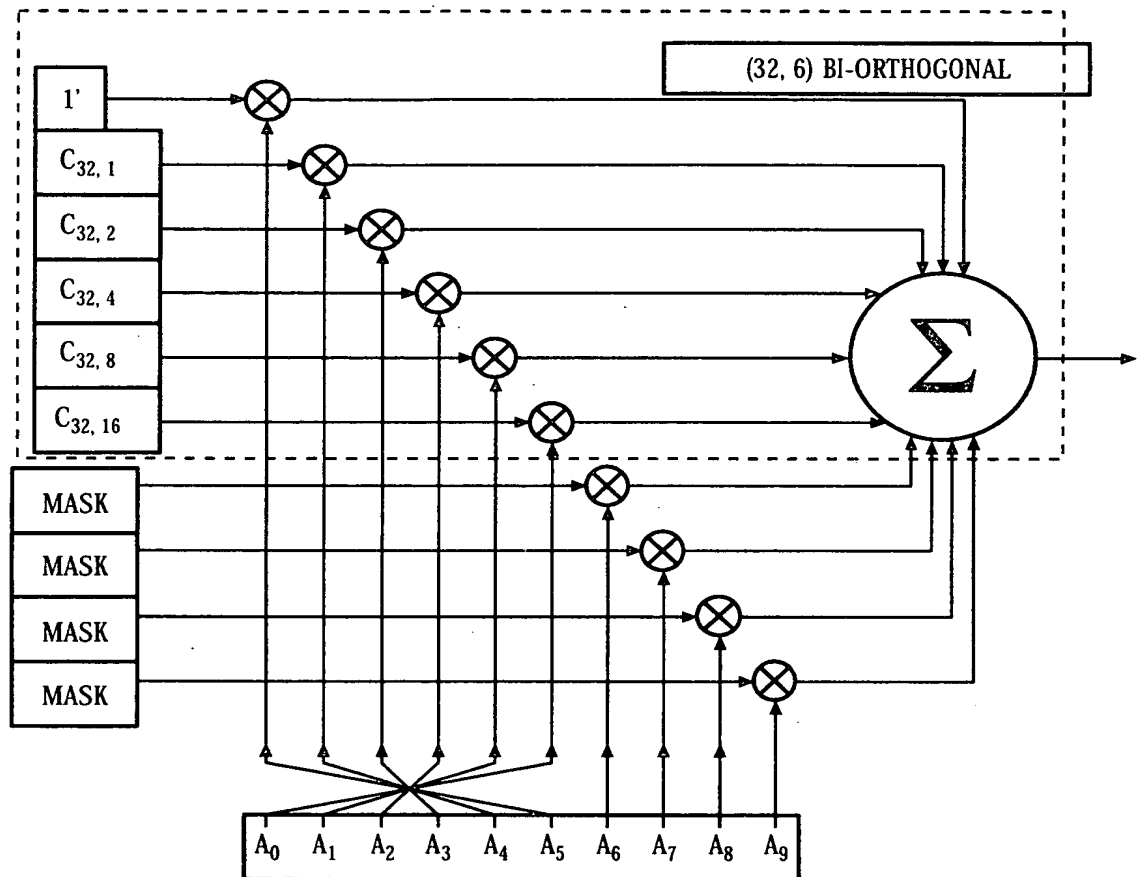 (32, 6) BI-ORTHOGONAL
1'
C32, 1
C32, 2
C32, 4
C32, 8
C32, 16
Σ
MASK
MASK
MASK
MASK
A0 A1 A2 A3 A4 A5 A6 A7 A8 A9